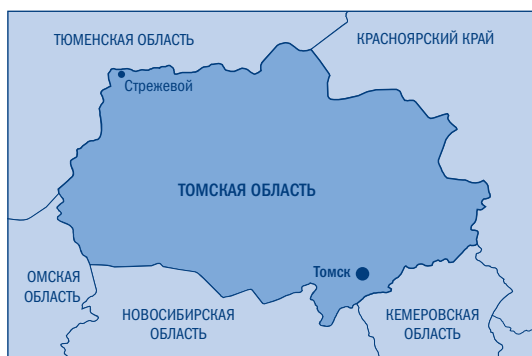 ТЮМЕНСКАЯ ОБЛАСТЬ
КРАСНОЯРСКИЙ КРАЙ
Стрежевой
ТОМСКАЯ ОБЛАСТЬ
Томск
ОМСКАЯ
ОБЛАСТЬ
НОВОСИБИРСКАЯ
ОБЛАСТЬ
КЕМЕРОВСКАЯ
ОБЛАСТЬ